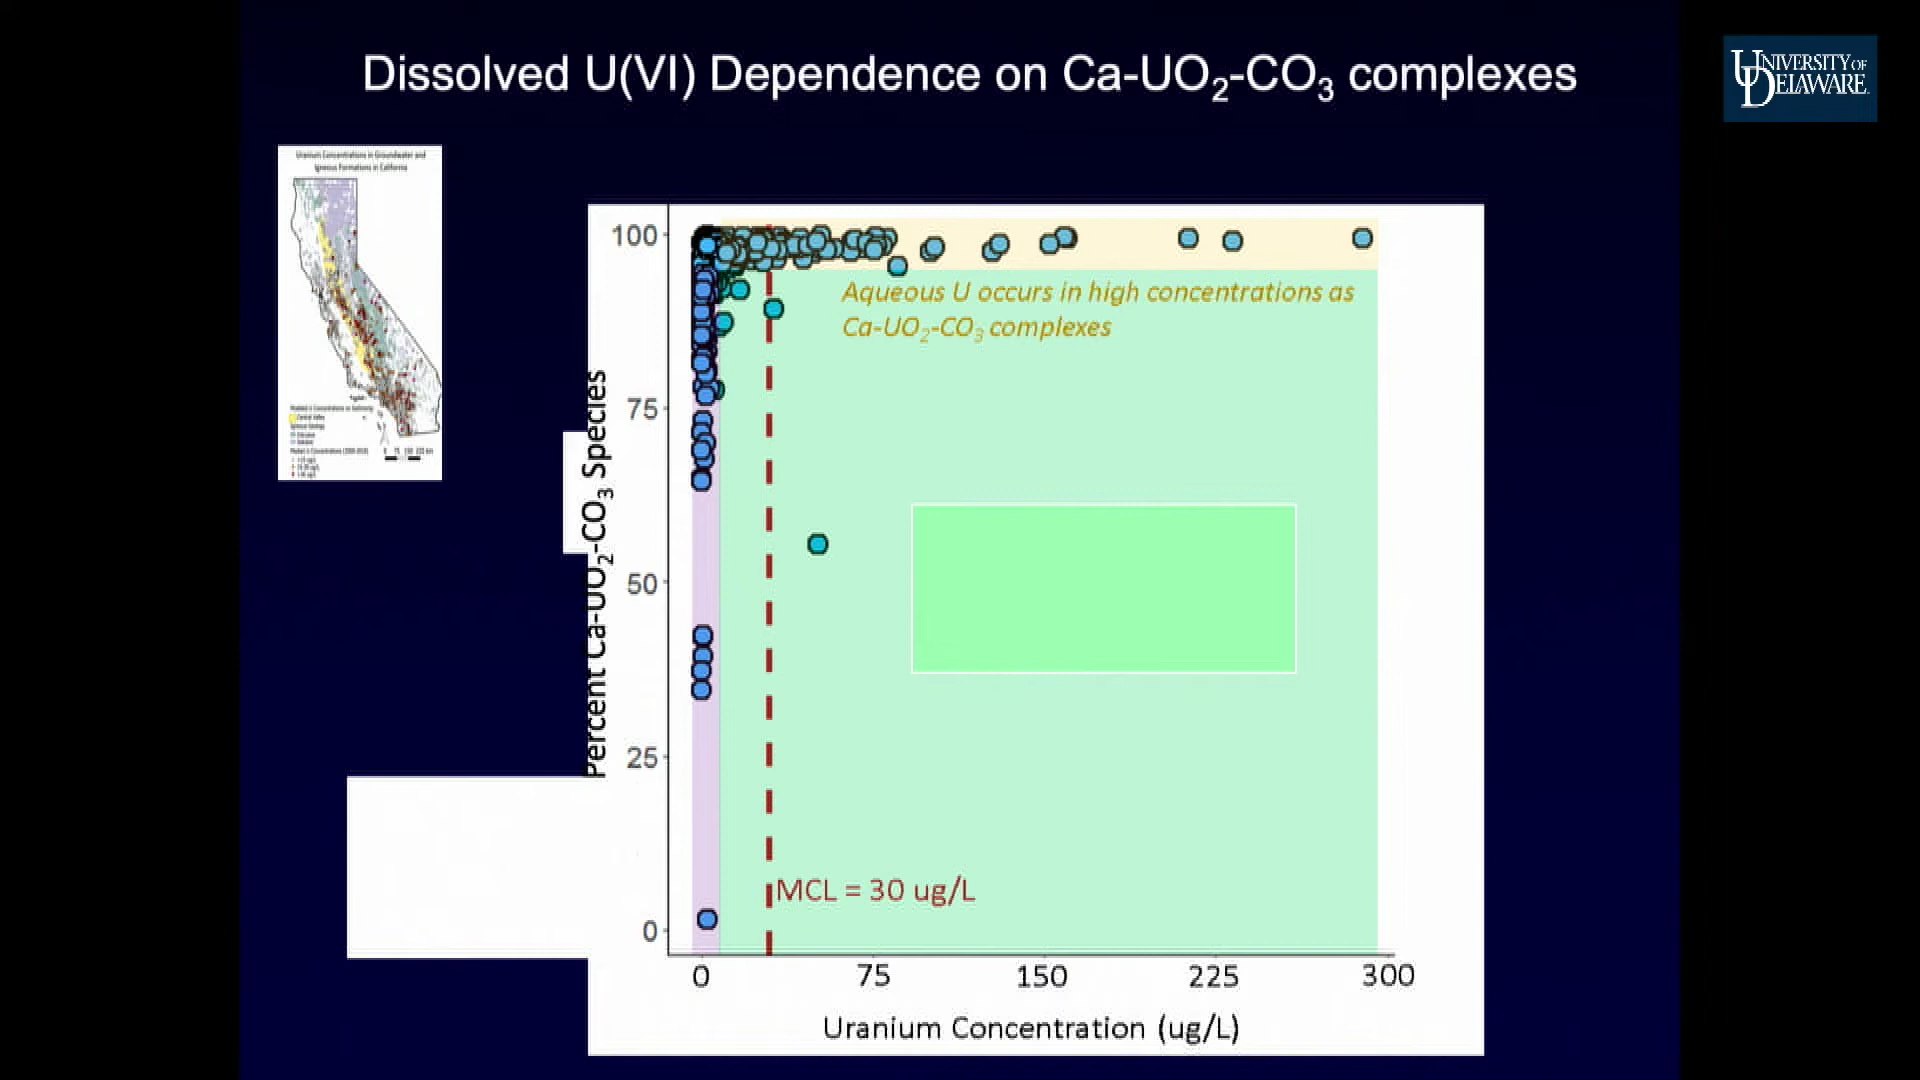 Dissolved U(VI) Dependence on Ca-UO₂-CO₃ complexes
UNIVERSITY OF
DELAWARE
Uranium Concentrations in Groundwater and
Igneous Formations in California
100
75
50
25
0
Percent Ca-UO₂-CO₃ Species
Aqueous U occurs in high concentrations as
Ca-UO₂-CO₃ complexes
MCL = 30 ug/L
0 75 150 225 300
Uranium Concentration (ug/L)